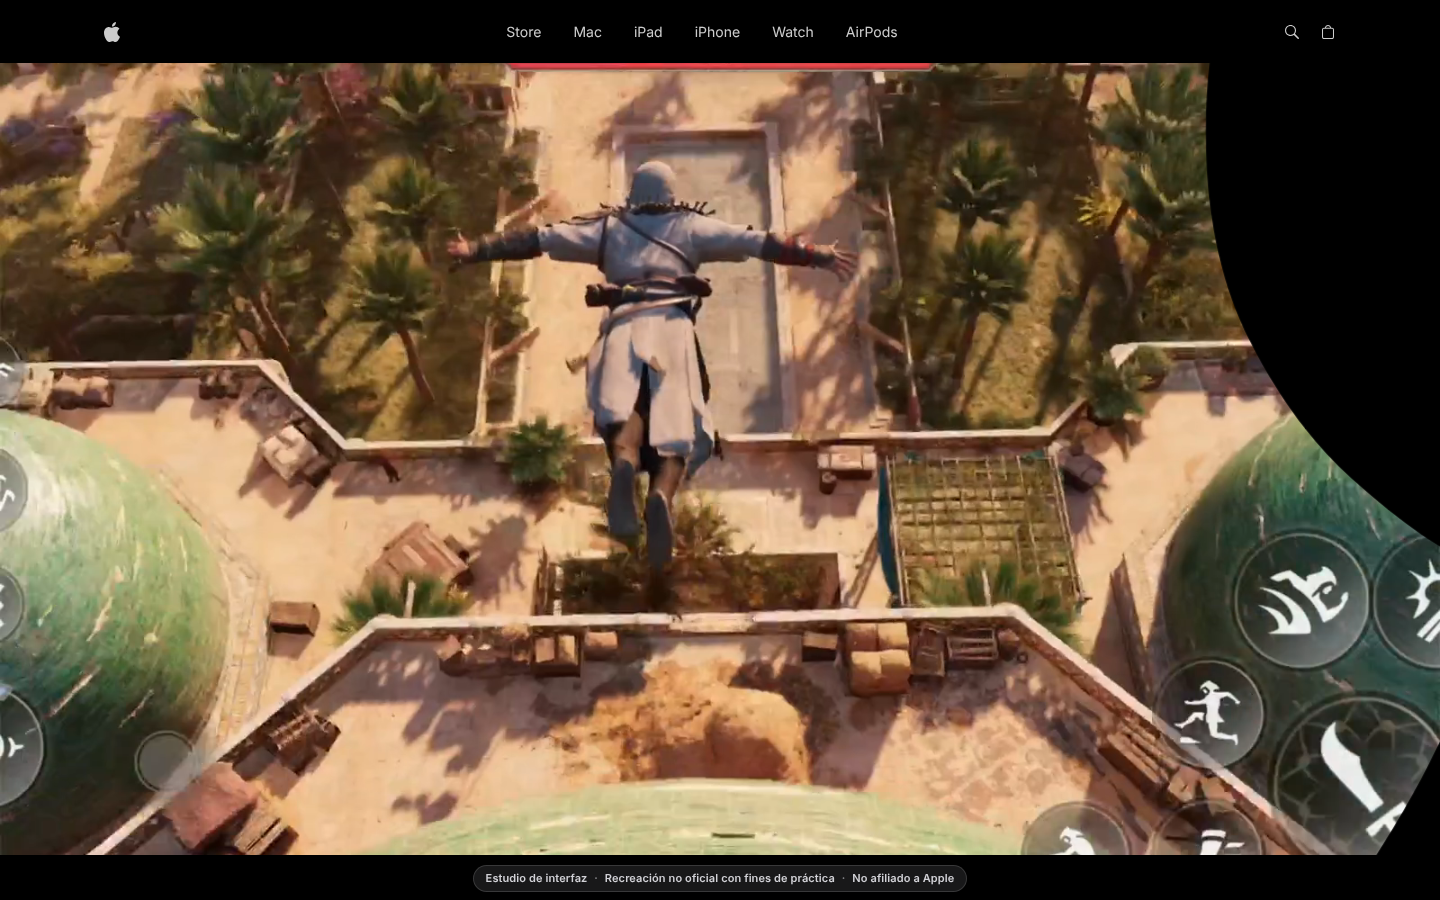 Store Mac iPad iPhone Watch AirPods
Estudio de interfaz · Recreación no oficial con fines de práctica · No afiliado a Apple